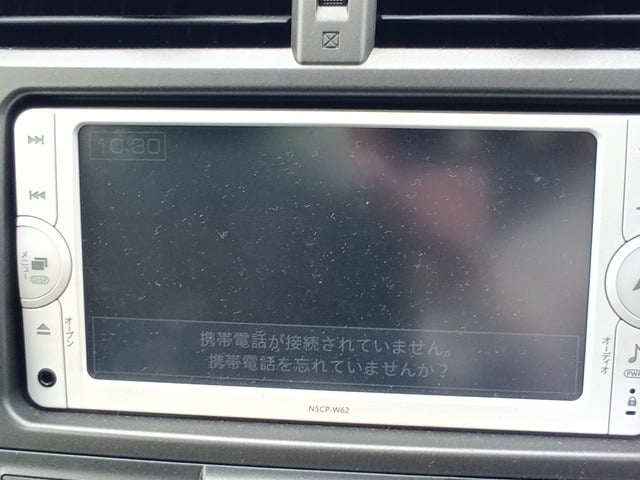 10:30
メニュー
DISP
オープン
携帯電話が接続されていません。
携帯電話を忘れていませんか？
オーディオ
PWR
NSCP-W62